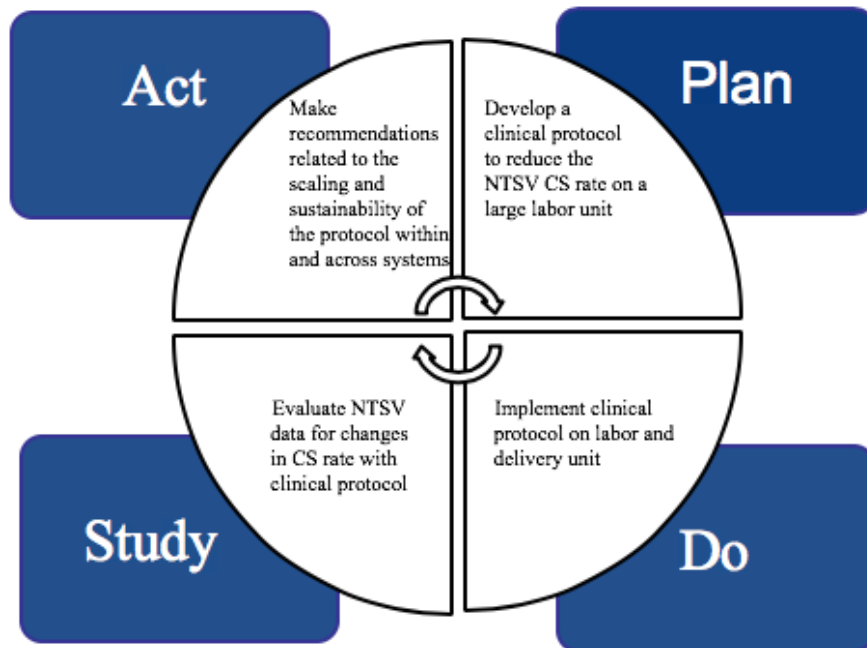 Act
Make
recommendations
related to the
scaling and
sustainability of
the protocol within
and across systems
Plan
Develop a
clinical protocol
to reduce the
NTSV CS rate on a
large labor unit
Study
Evaluate NTSV
data for changes
in CS rate with
clinical protocol
Do
Implement clinical
protocol on labor and
delivery unit